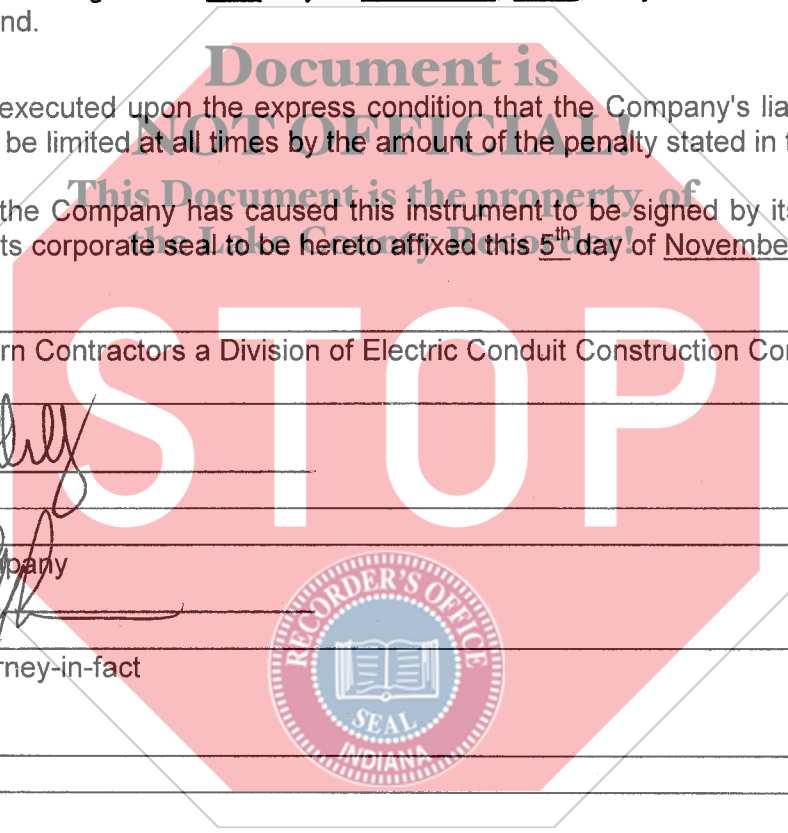 nd.
Document is
executed upon the express condition that the Company's lia
NOT OFFICIAL!
be limited at all times by the amount of the penalty stated in
This Document is the property of
the Company has caused this instrument to be signed by its
the Lake County Recorder!
ts corporate seal to be hereto affixed this 5th day of Novembe
STOP
rn Contractors a Division of Electric Conduit Construction Co
pany
RECORDER'S OFFICE
rney-in-fact
SEAL
INDIANA